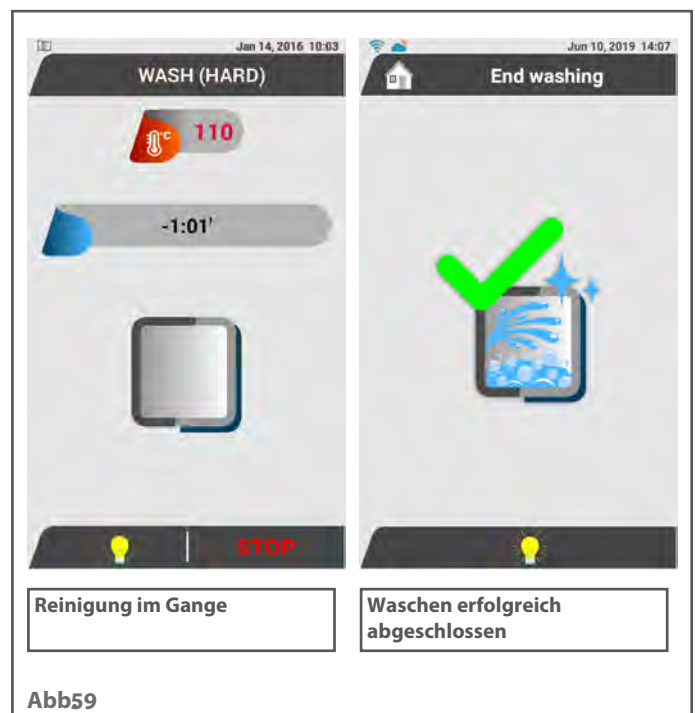 Jan 14, 2016 10:03
WASH (HARD)
°C
110
-1:01'
STOP
Reinigung im Gange
Jun 10, 2019 14:07
End washing
Waschen erfolgreich
abgeschlossen
Abb59